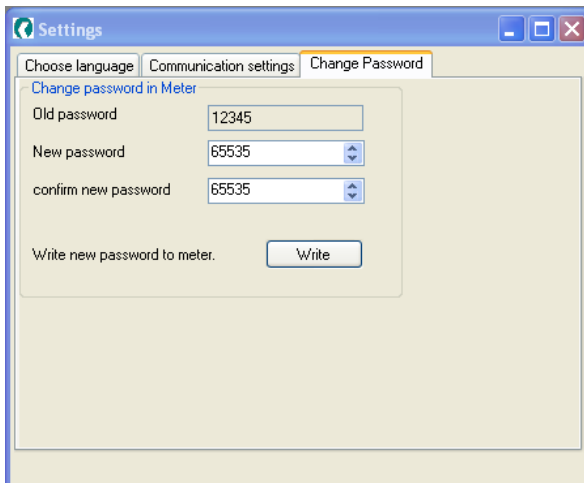 Settings
Choose language Communication settings Change Password
Change password in Meter
Old password 12345
New password 65535
confirm new password 65535
Write new password to meter. Write